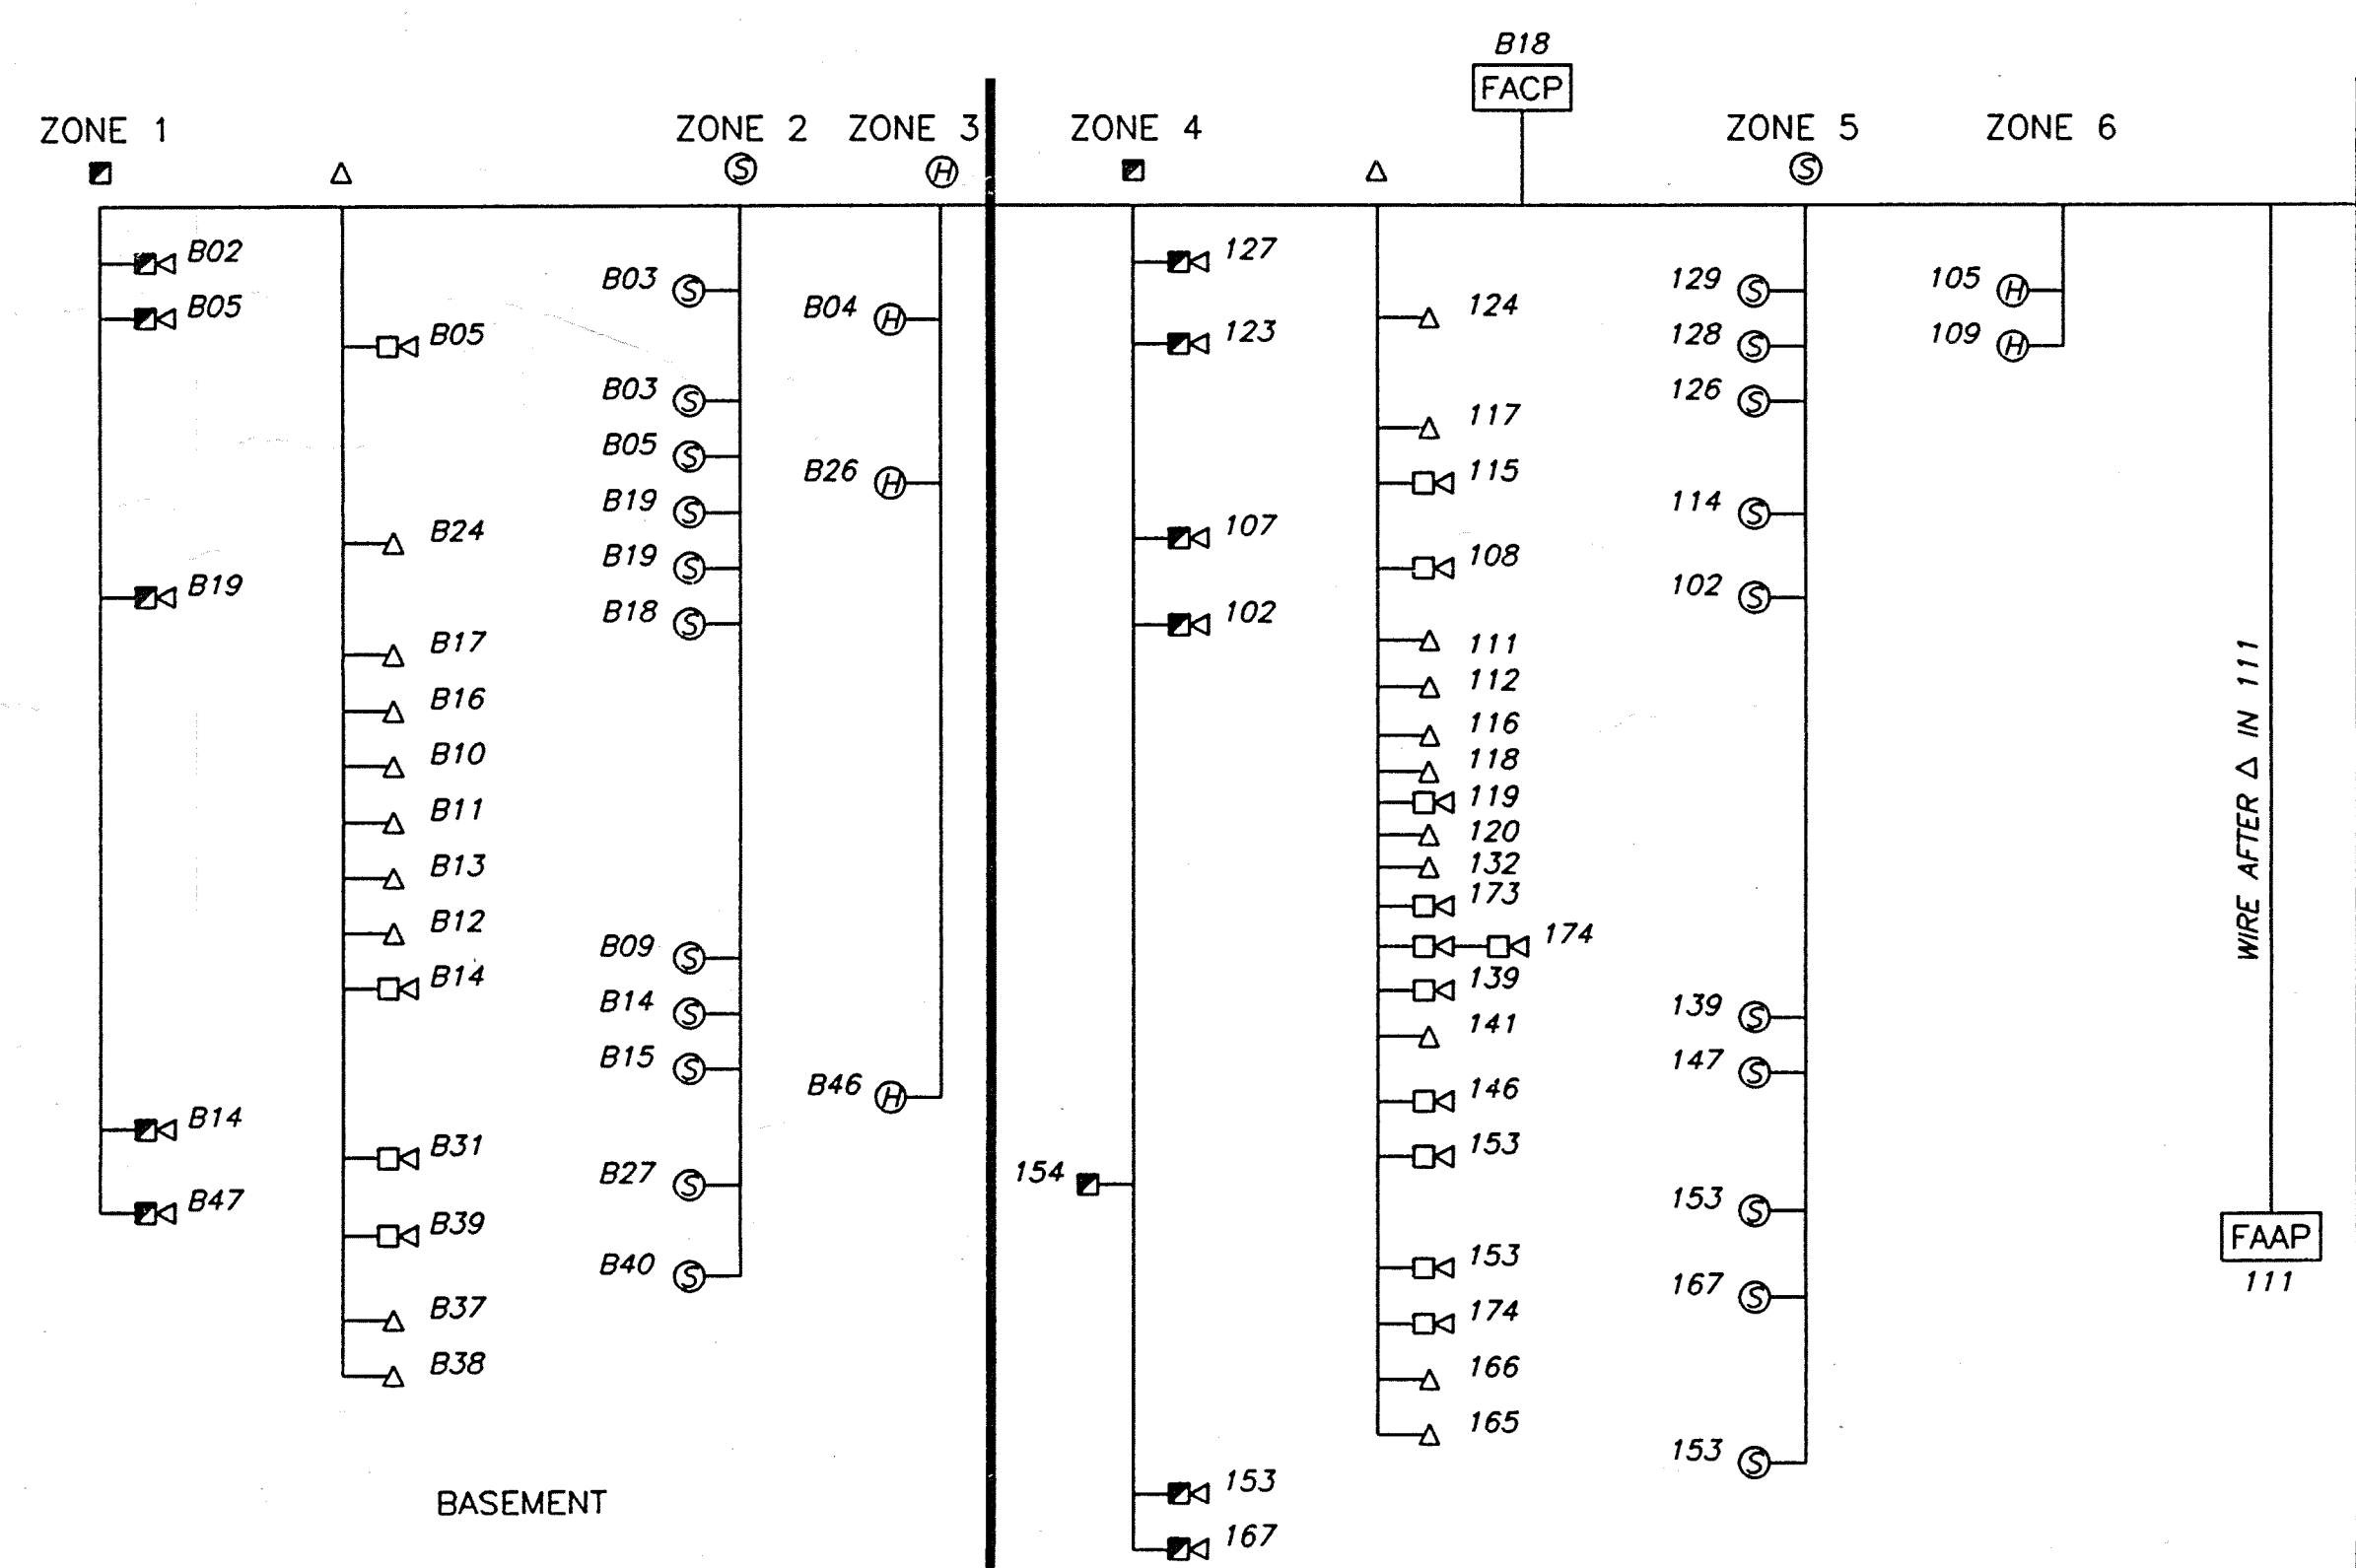 B18
FACP
ZONE 1
ZONE 2
ZONE 3
ZONE 4
ZONE 5
ZONE 6
S
H
S
B02
B05
B19
B14
B47
B05
B24
B17
B16
B10
B11
B13
B12
B14
B31
B39
B37
B38
B03 S
B03 S
B05 S
B19 S
B19 S
B18 S
B09 S
B14 S
B15 S
B27 S
B40 S
B04 H
B26 H
B46 H
BASEMENT
127
123
107
102
154
153
167
124
117
115
108
111
112
116
118
119
120
132
173
174
139
141
146
153
153
174
166
165
129 S
128 S
126 S
114 S
102 S
139 S
147 S
153 S
167 S
153 S
105 H
109 H
WIRE AFTER △ IN 111
FAAP
111